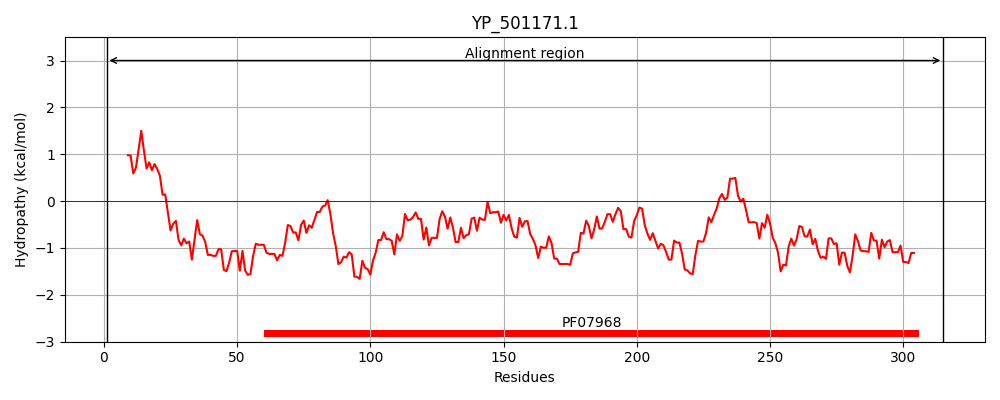 YP_501171.1
Alignment region
3
2
1
0
−1
−2
−3
Hydropathy (kcal/mol)
PF07968
0 50 100 150 200 250 300
Residues